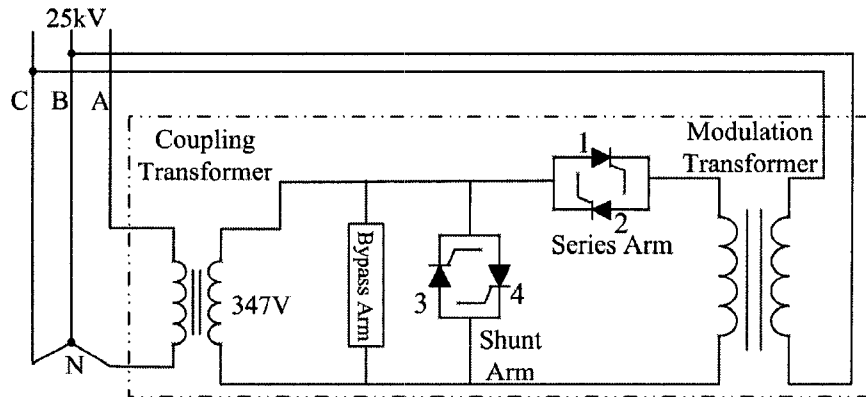 25kV
C B A
Coupling
Transformer
Modulation
Transformer
1
2
Series Arm
Bypass Arm
3
4
347V
Shunt
Arm
N